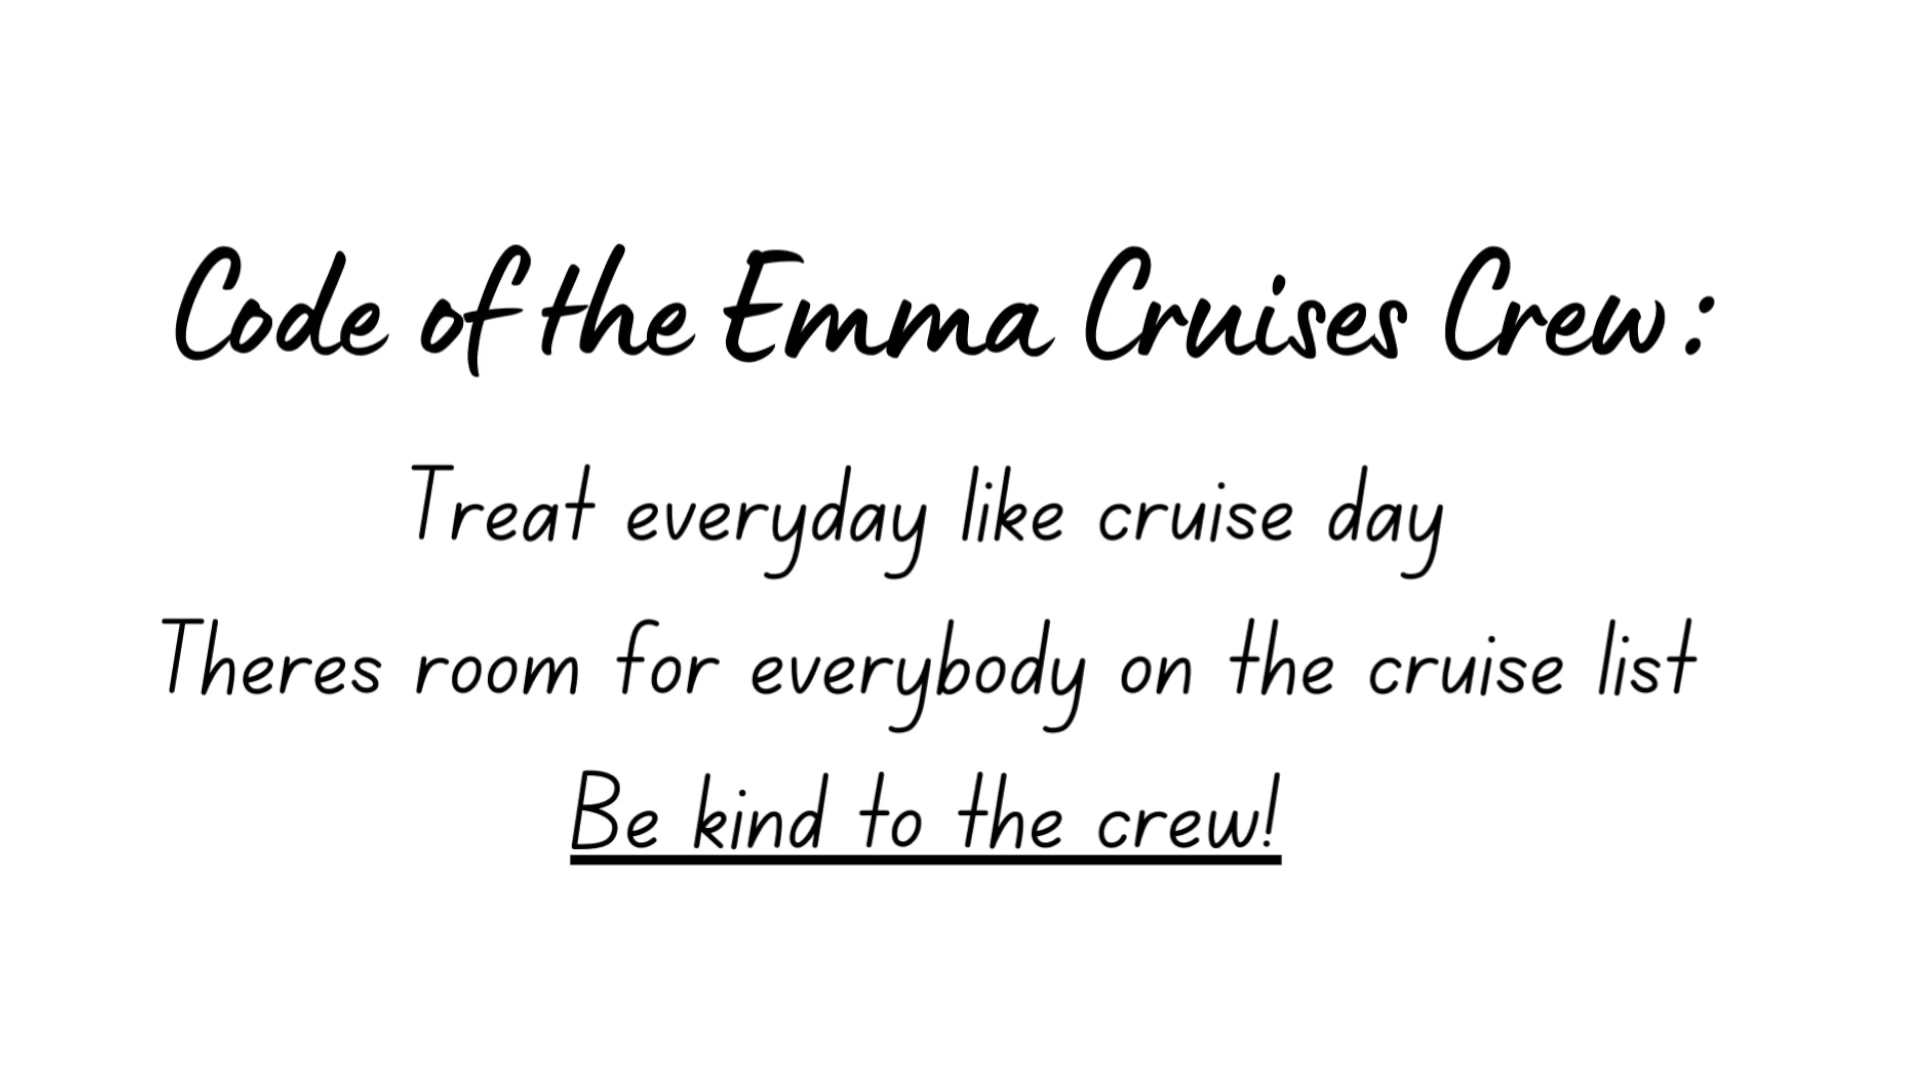 Code of the Emma Cruises Crew:
Treat everyday like cruise day
Theres room for everybody on the cruise list
Be kind to the crew!